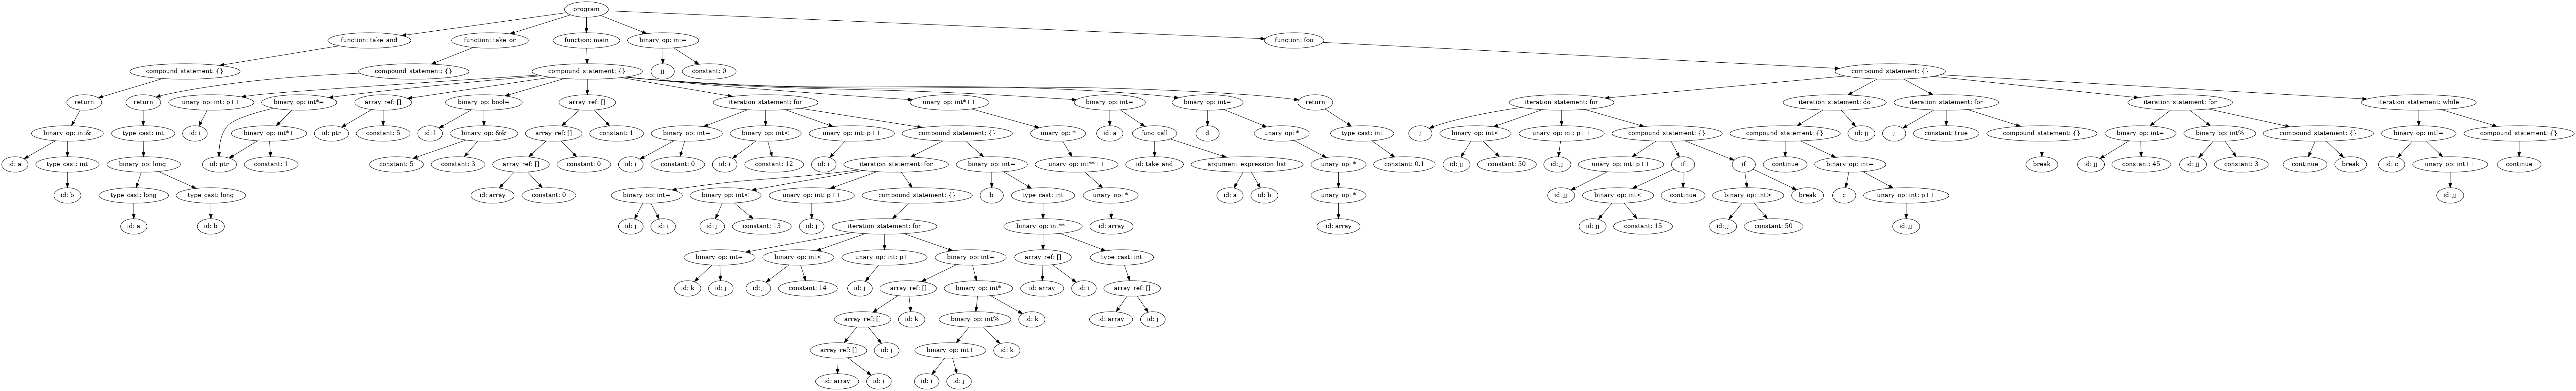 program
function: take_and function: take_or function: main binary_op: int= function: foo
compound_statement: {} compound_statement: {} compound_statement: {} jj constant: 0 compound_statement: {}
return return unary_op: int: p++ binary_op: int*= array_ref: [] binary_op: bool= array_ref: [] iteration_statement: for unary_op: int*++ binary_op: int= binary_op: int= return iteration_statement: for iteration_statement: do iteration_statement: for iteration_statement: for iteration_statement: while
binary_op: int& type_cast: int id: i binary_op: int*+ id: ptr constant: 5 id: l binary_op: && array_ref: [] constant: 1 binary_op: int= binary_op: int< unary_op: int: p++ compound_statement: {} unary_op: * id: a func_call d unary_op: * type_cast: int ; binary_op: int< unary_op: int: p++ compound_statement: {} compound_statement: {} id: jj ; constant: true compound_statement: {} binary_op: int= binary_op: int% compound_statement: {} binary_op: int!= compound_statement: {}
id: a type_cast: int binary_op: long| id: ptr constant: 1 constant: 5 constant: 3 array_ref: [] constant: 0 id: i constant: 0 id: i constant: 12 id: i iteration_statement: for binary_op: int= unary_op: int**++ id: take_and argument_expression_list unary_op: * constant: 0.1 id: jj constant: 50 id: jj unary_op: int: p++ if if continue binary_op: int= break id: jj constant: 45 id: jj constant: 3 continue break id: c unary_op: int++ continue
id: b type_cast: long type_cast: long id: array constant: 0 binary_op: int= binary_op: int< unary_op: int: p++ compound_statement: {} b type_cast: int unary_op: * id: a id: b unary_op: * id: jj binary_op: int< continue binary_op: int> break c unary_op: int: p++ id: jj
id: a id: b id: j id: i id: j constant: 13 id: j iteration_statement: for binary_op: int**+ id: array id: array id: jj constant: 15 id: jj constant: 50 id: jj
binary_op: int= binary_op: int< unary_op: int: p++ binary_op: int= array_ref: [] type_cast: int
id: k id: j id: j constant: 14 id: j array_ref: [] binary_op: int* id: array id: i array_ref: []
array_ref: [] id: k binary_op: int% id: k id: array id: j
array_ref: [] id: j binary_op: int+ id: k
id: array id: i id: i id: j